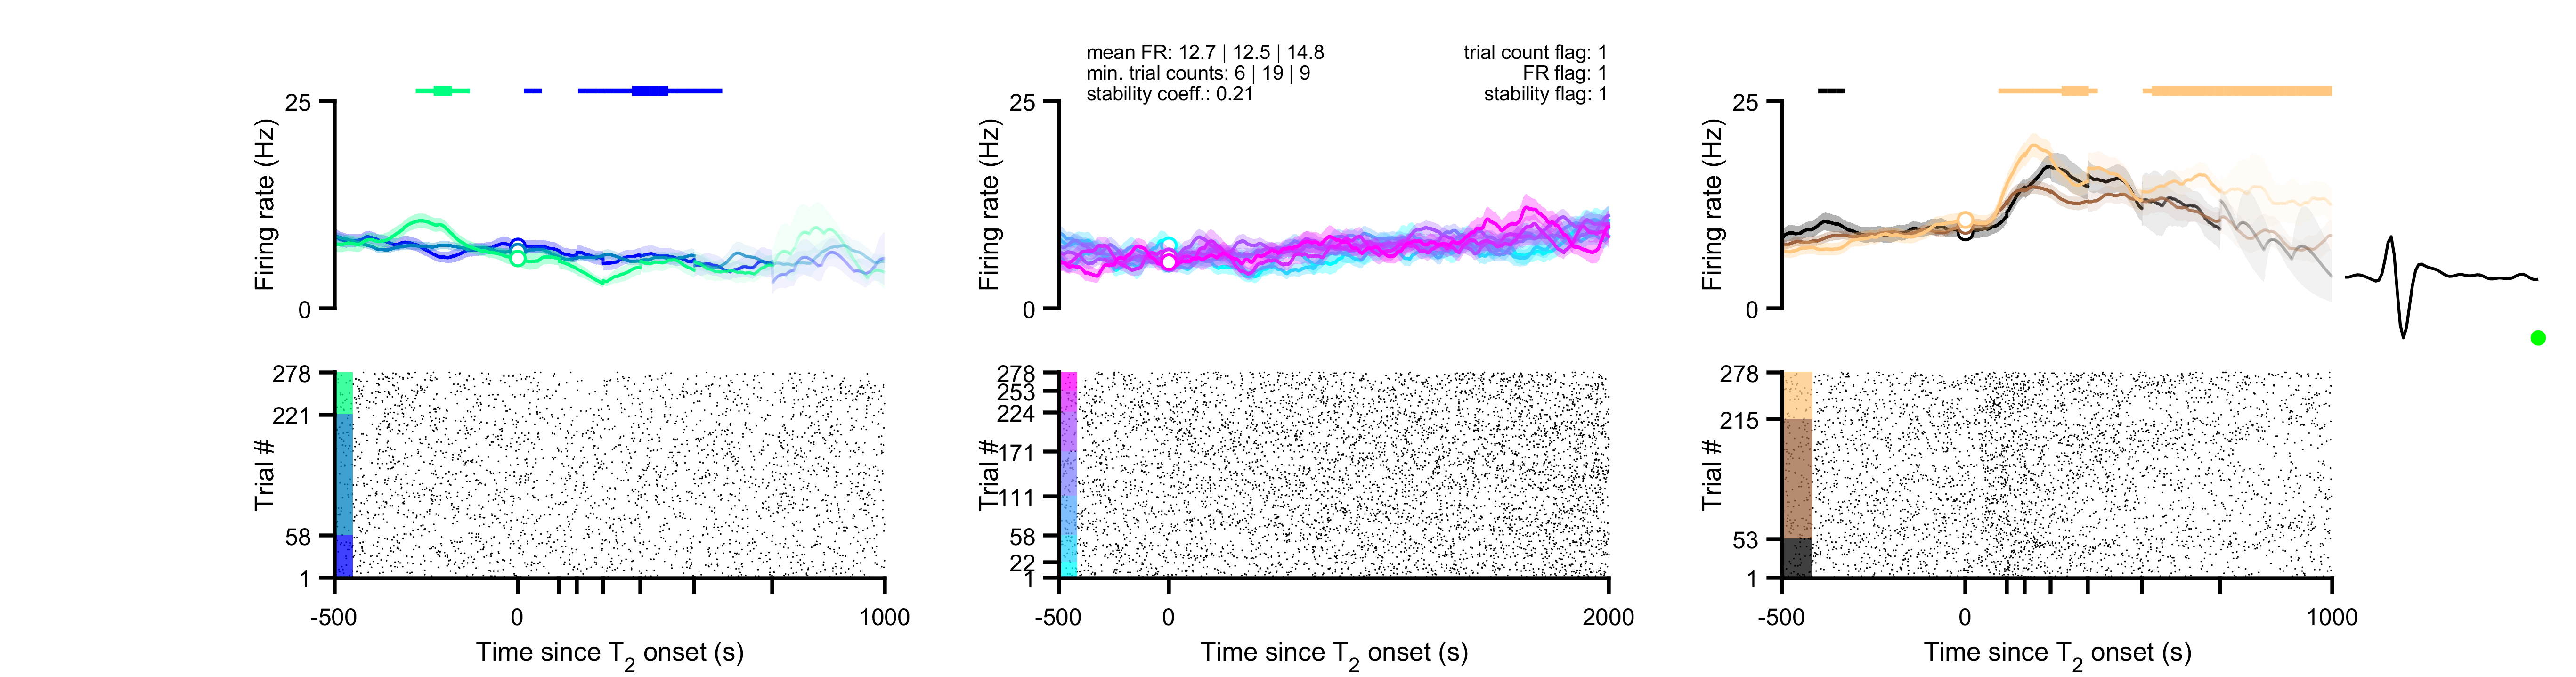 mean FR: 12.7 | 12.5 | 14.8
min. trial counts: 6 | 19 | 9
stability coeff.: 0.21
trial count flag: 1
FR flag: 1
stability flag: 1
25
Firing rate (Hz)
0
25
Firing rate (Hz)
0
25
Firing rate (Hz)
0
278
221
Trial #
58
1
-500
0
1000
Time since T2 onset (s)
278
253
224
171
Trial #
111
58
22
1
-500
0
2000
Time since T2 onset (s)
278
215
Trial #
53
1
-500
0
1000
Time since T2 onset (s)